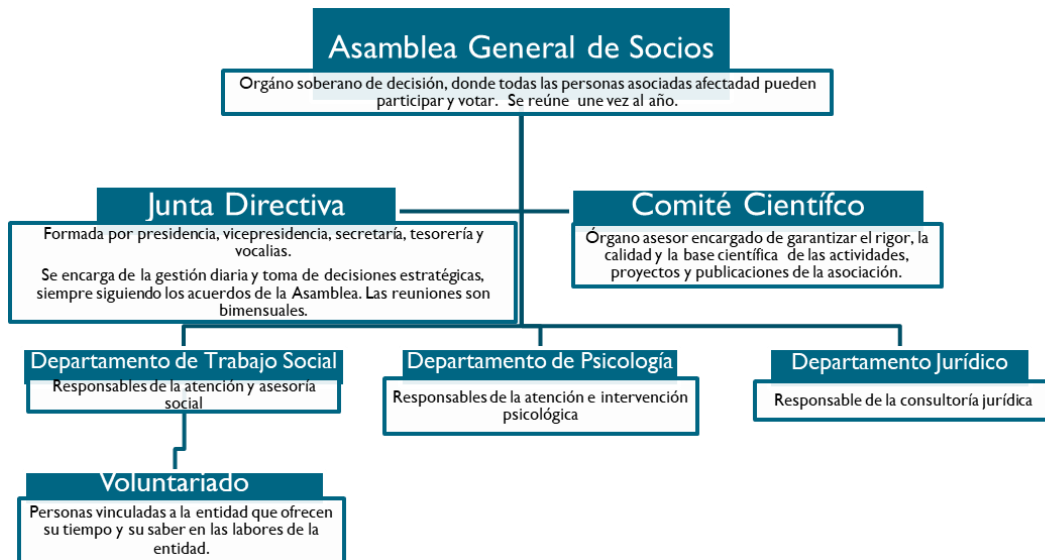 Asamblea General de Socios
Orgáno soberano de decisión, donde todas las personas asociadas afectadad pueden
participar y votar. Se reúne une vez al año.
Junta Directiva
Formada por presidencia, vicepresidencia, secretaría, tesorería y
vocalias.
Se encarga de la gestión diaria y toma de decisiones estratégicas,
siempre siguiendo los acuerdos de la Asamblea. Las reuniones son
bimensuales.
Comité Científco
Órgano asesor encargado de garantizar el rigor, la
calidad y la base científica de las actividades,
proyectos y publicaciones de la asociación.
Departamento de Trabajo Social
Responsables de la atención y asesoría
social
Departamento de Psicología
Responsables de la atención e intervención
psicológica
Departamento Jurídico
Responsable de la consultoría jurídica
Voluntariado
Personas vinculadas a la entidad que ofrecen
su tiempo y su saber en las labores de la
entidad.